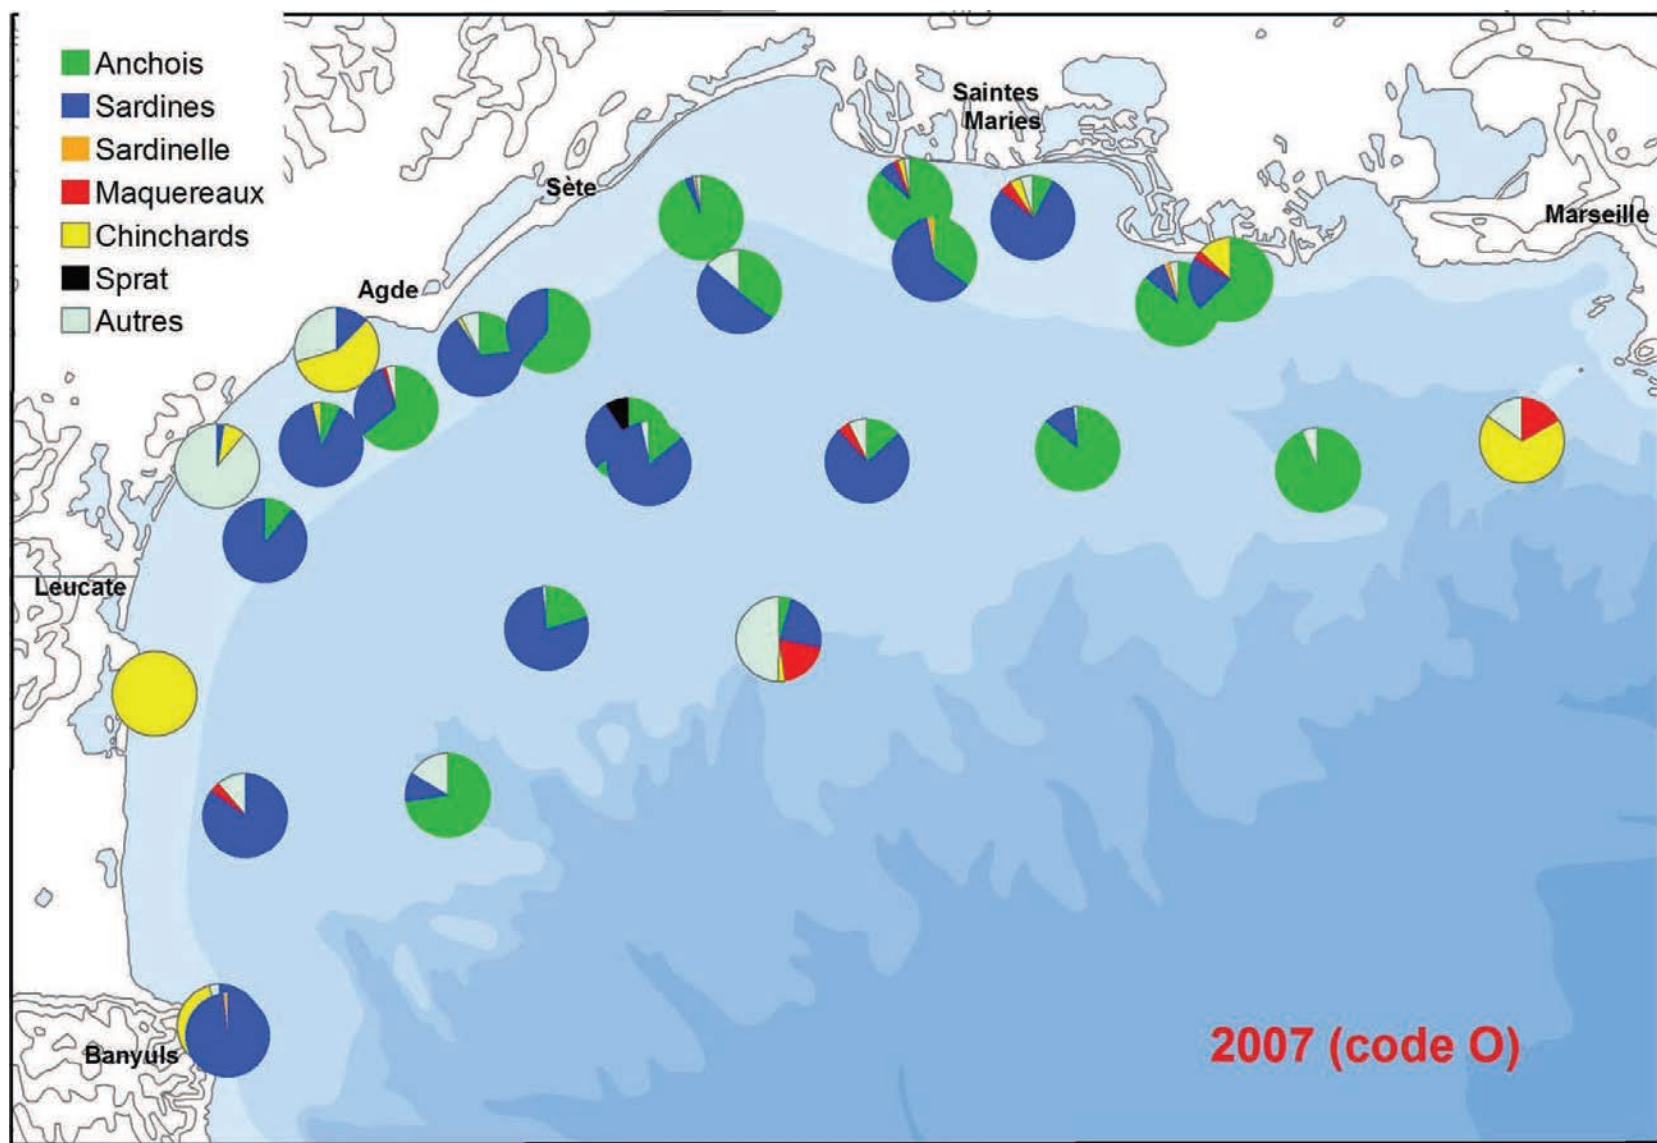 Anchois
Sardines
Sardinelle
Maquereaux
Chinchards
Sprat
Autres
Saintes
Maries
Sète
Marseille
Agde
Leucate
Banyuls
2007 (code O)